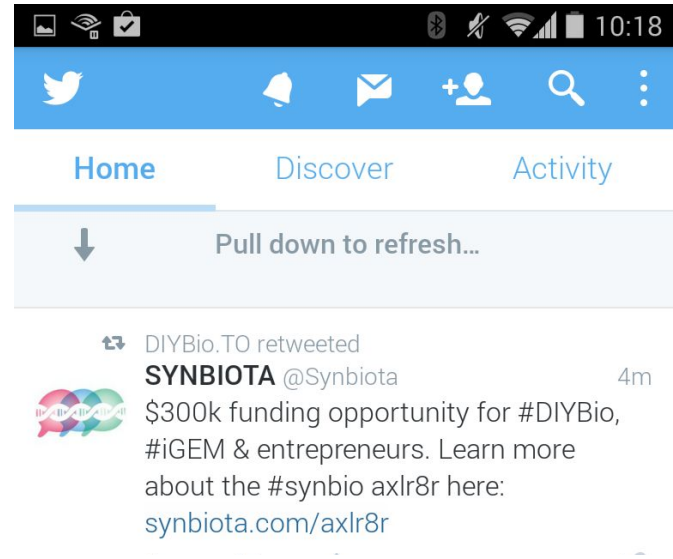 10:18
Home Discover Activity
Pull down to refresh...
DIYBio.TO retweeted
SYNBIOTA @Synbiota 4m
$300k funding opportunity for #DIYBio,
#iGEM & entrepreneurs. Learn more
about the #synbio axlr8r here:
synbiota.com/axlr8r